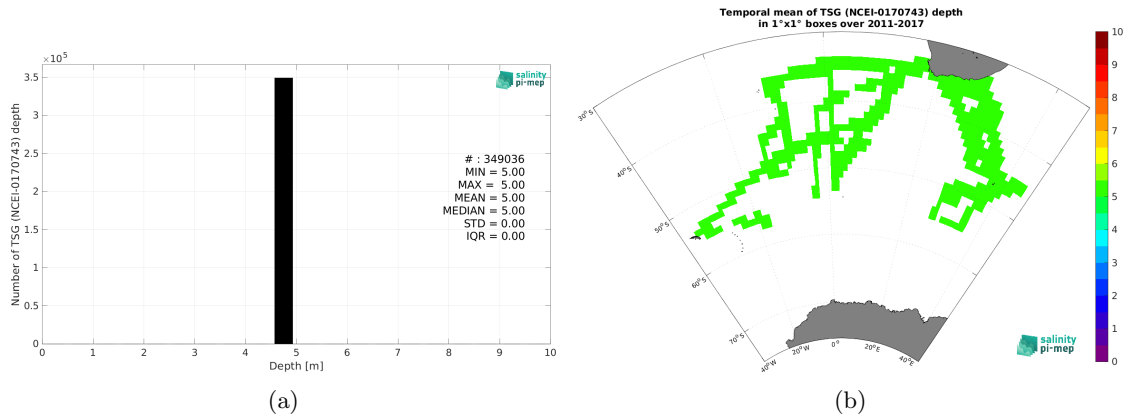 ×10⁵
3.5
3
2.5
2
1.5
1
0.5
0
Number of TSG (NCEI-0170743) depth
salinity
pi-mep
# : 349036
MIN = 5.00
MAX = 5.00
MEAN = 5.00
MEDIAN = 5.00
STD = 0.00
IQR = 0.00
0 1 2 3 4 5 6 7 8 9 10
Depth [m]
(a)
Temporal mean of TSG (NCEI-0170743) depth
in 1°x1° boxes over 2011-2017
30°S
40°S
50°S
60°S
70°S
40°W
20°W
0°
20°E
40°E
salinity
pi-mep
10
9
8
7
6
5
4
3
2
1
0
(b)